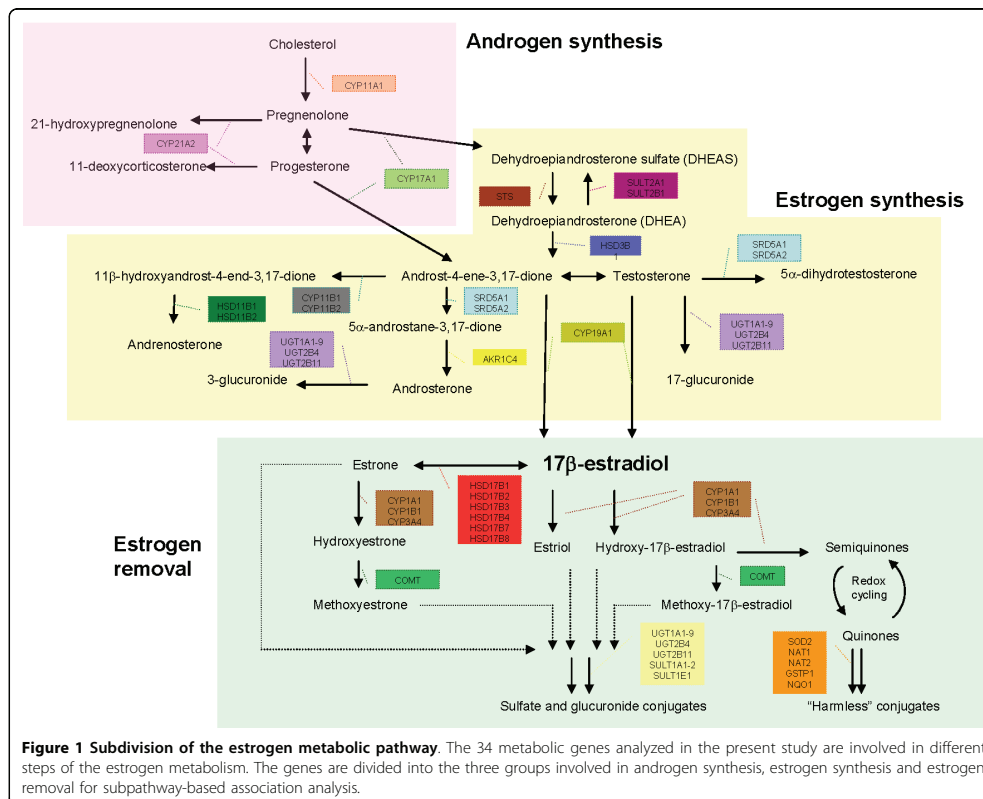 Androgen synthesis
Cholesterol
CYP11A1
Pregnenolone
21-hydroxypregnenolone
CYP21A2
11-deoxycorticosterone
Progesterone
CYP17A1
Estrogen synthesis
Dehydroepiandrosterone sulfate (DHEAS)
STS
SULT2A1
SULT2B1
Dehydroepiandrosterone (DHEA)
HSD3B
1
SRD5A1
SRD5A2
11β-hydroxyandrost-4-end-3,17-dione
Androst-4-ene-3,17-dione
Testosterone
5α-dihydrotestosterone
HSD11B1
HSD11B2
CYP11B1
CYP11B2
SRD5A1
SRD5A2
5α-androstane-3,17-dione
CYP19A1
UGT1A1-9
UGT2B4
UGT2B11
Andrenosterone
UGT1A1-9
UGT2B4
UGT2B11
AKR1C4
3-glucuronide
Androsterone
17-glucuronide
Estrogen
removal
Estrone
17β-estradiol
CYP1A1
CYP1B1
CYP3A4
HSD17B1
HSD17B2
HSD17B3
HSD17B4
HSD17B7
HSD17B8
CYP1A1
CYP1B1
CYP3A4
Hydroxyestrone
Estriol
Hydroxy-17β-estradiol
Semiquinones
COMT
COMT
Redox
cycling
Methoxyestrone
Methoxy-17β-estradiol
Quinones
UGT1A1-9
UGT2B4
UGT2B11
SULT1A1-2
SULT1E1
SOD2
NAT1
NAT2
GSTP1
NQO1
Sulfate and glucuronide conjugates
"Harmless" conjugates
Figure 1 Subdivision of the estrogen metabolic pathway. The 34 metabolic genes analyzed in the present study are involved in different
steps of the estrogen metabolism. The genes are divided into the three groups involved in androgen synthesis, estrogen synthesis and estrogen
removal for subpathway-based association analysis.